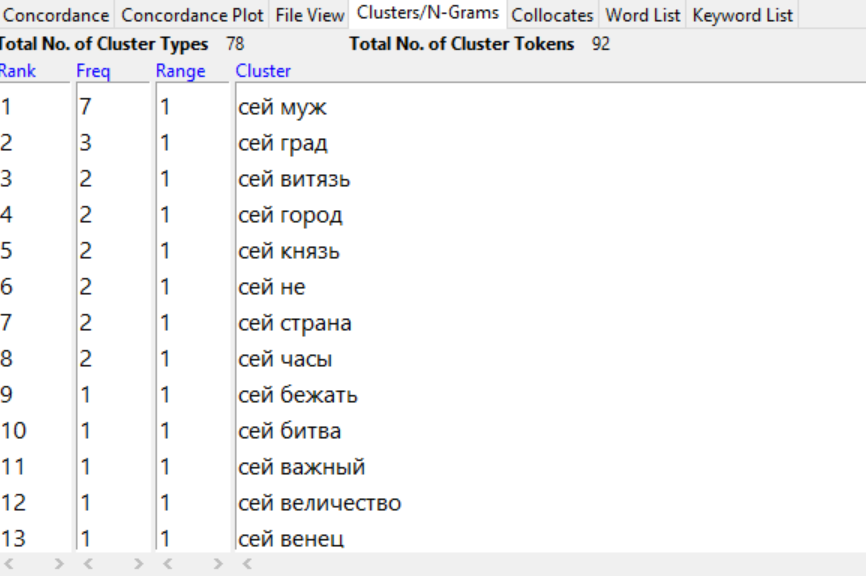 Concordance Concordance Plot File View Clusters/N-Grams Collocates Word List Keyword List
Total No. of Cluster Types 78 Total No. of Cluster Tokens 92
Rank Freq Range Cluster
1 7 1 сей муж
2 3 1 сей град
3 2 1 сей витязь
4 2 1 сей город
5 2 1 сей князь
6 2 1 сей не
7 2 1 сей страна
8 2 1 сей часы
9 1 1 сей бежать
10 1 1 сей битва
11 1 1 сей важный
12 1 1 сей величество
13 1 1 сей венец